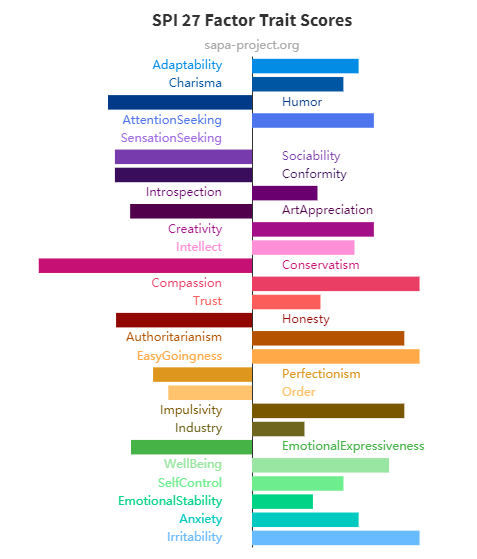 SPI 27 Factor Trait Scores
sapa-project.org
Adaptability
Charisma
Humor
AttentionSeeking
SensationSeeking
Sociability
Conformity
Introspection
ArtAppreciation
Creativity
Intellect
Conservatism
Compassion
Trust
Honesty
Authoritarianism
EasyGoingness
Perfectionism
Order
Impulsivity
Industry
EmotionalExpressiveness
WellBeing
SelfControl
EmotionalStability
Anxiety
Irritability